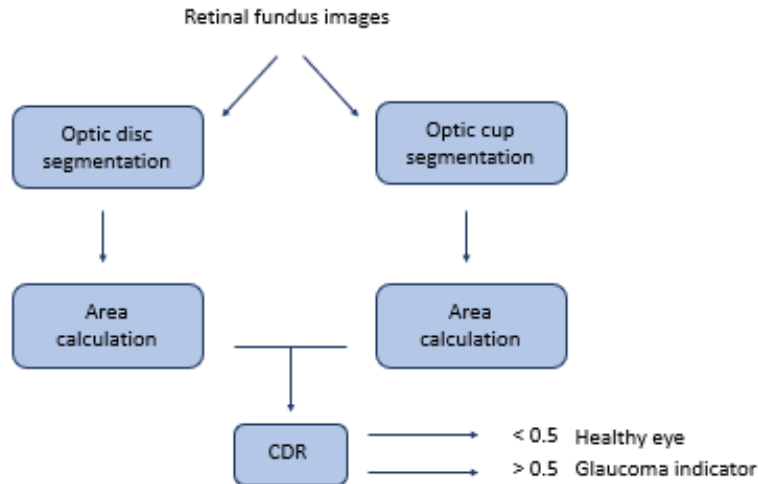 Retinal fundus images
Optic disc
segmentation
Optic cup
segmentation
Area
calculation
Area
calculation
CDR
< 0.5 Healthy eye
> 0.5 Glaucoma indicator